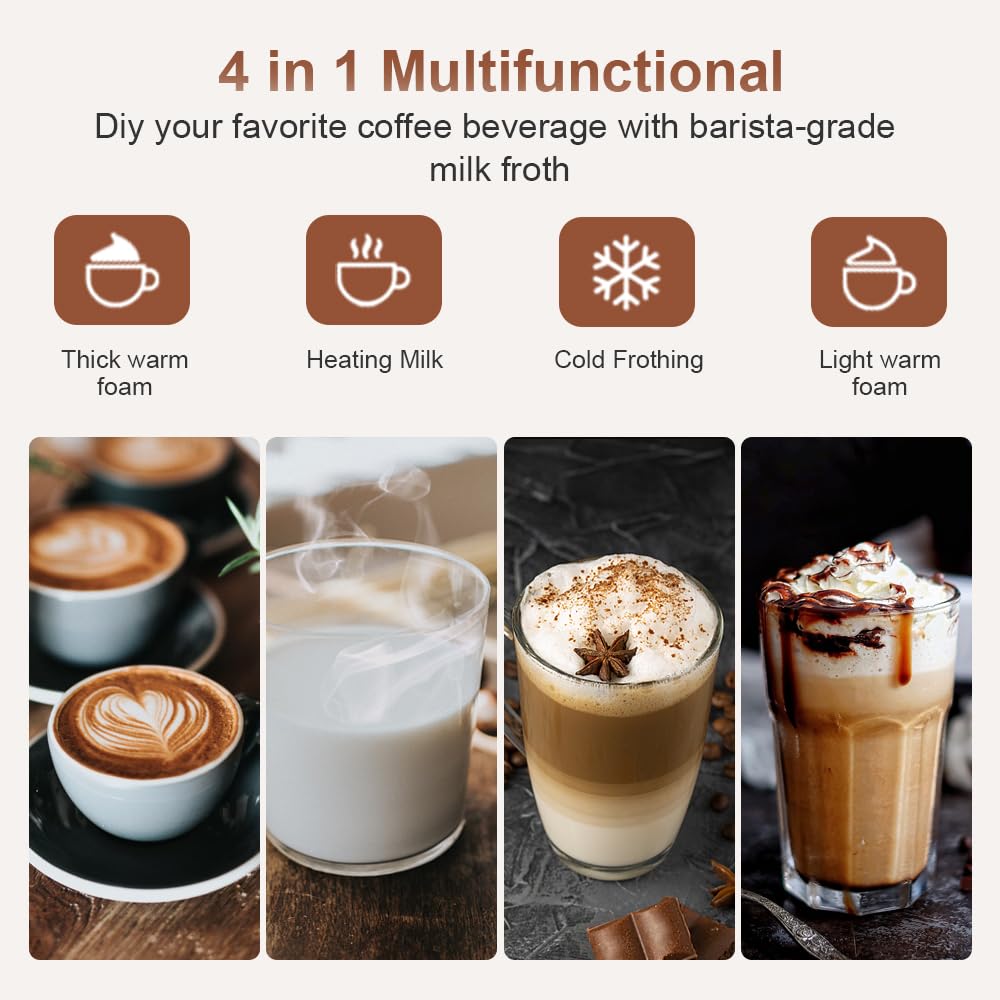 4 in 1 Multifunctional
Diy your favorite coffee beverage with barista-grade
milk froth
Thick warm
foam
Heating Milk
Cold Frothing
Light warm
foam